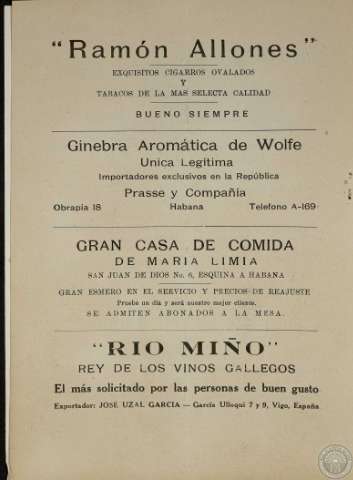 "Ramón Allones"
EXQUISITOS CIGARROS OVALADOS
Y
TABACOS DE LA MAS SELECTA CALIDAD
BUENO SIEMPRE
Ginebra Aromática de Wolfe
Unica Legítima
Importadores exclusivos en la República
Prasse y Compañia
Obrapia 18 Habana Telefono A-169
GRAN CASA DE COMIDA
DE MARIA LIMIA
SAN JUAN DE DIOS No. 6, ESQUINA A HABANA
GRAN ESMERO EN EL SERVICIO Y PRECIOS DE REAJUSTE
Pruebe un día y será nuestro mejor cliente.
SE ADMITEN ABONADOS A LA MESA.
"RIO MIÑO"
REY DE LOS VINOS GALLEGOS
El más solicitado por las personas de buen gusto
Exportador: JOSE UZAL GARCIA — García Ulloqui 7 y 9, Vigo, España